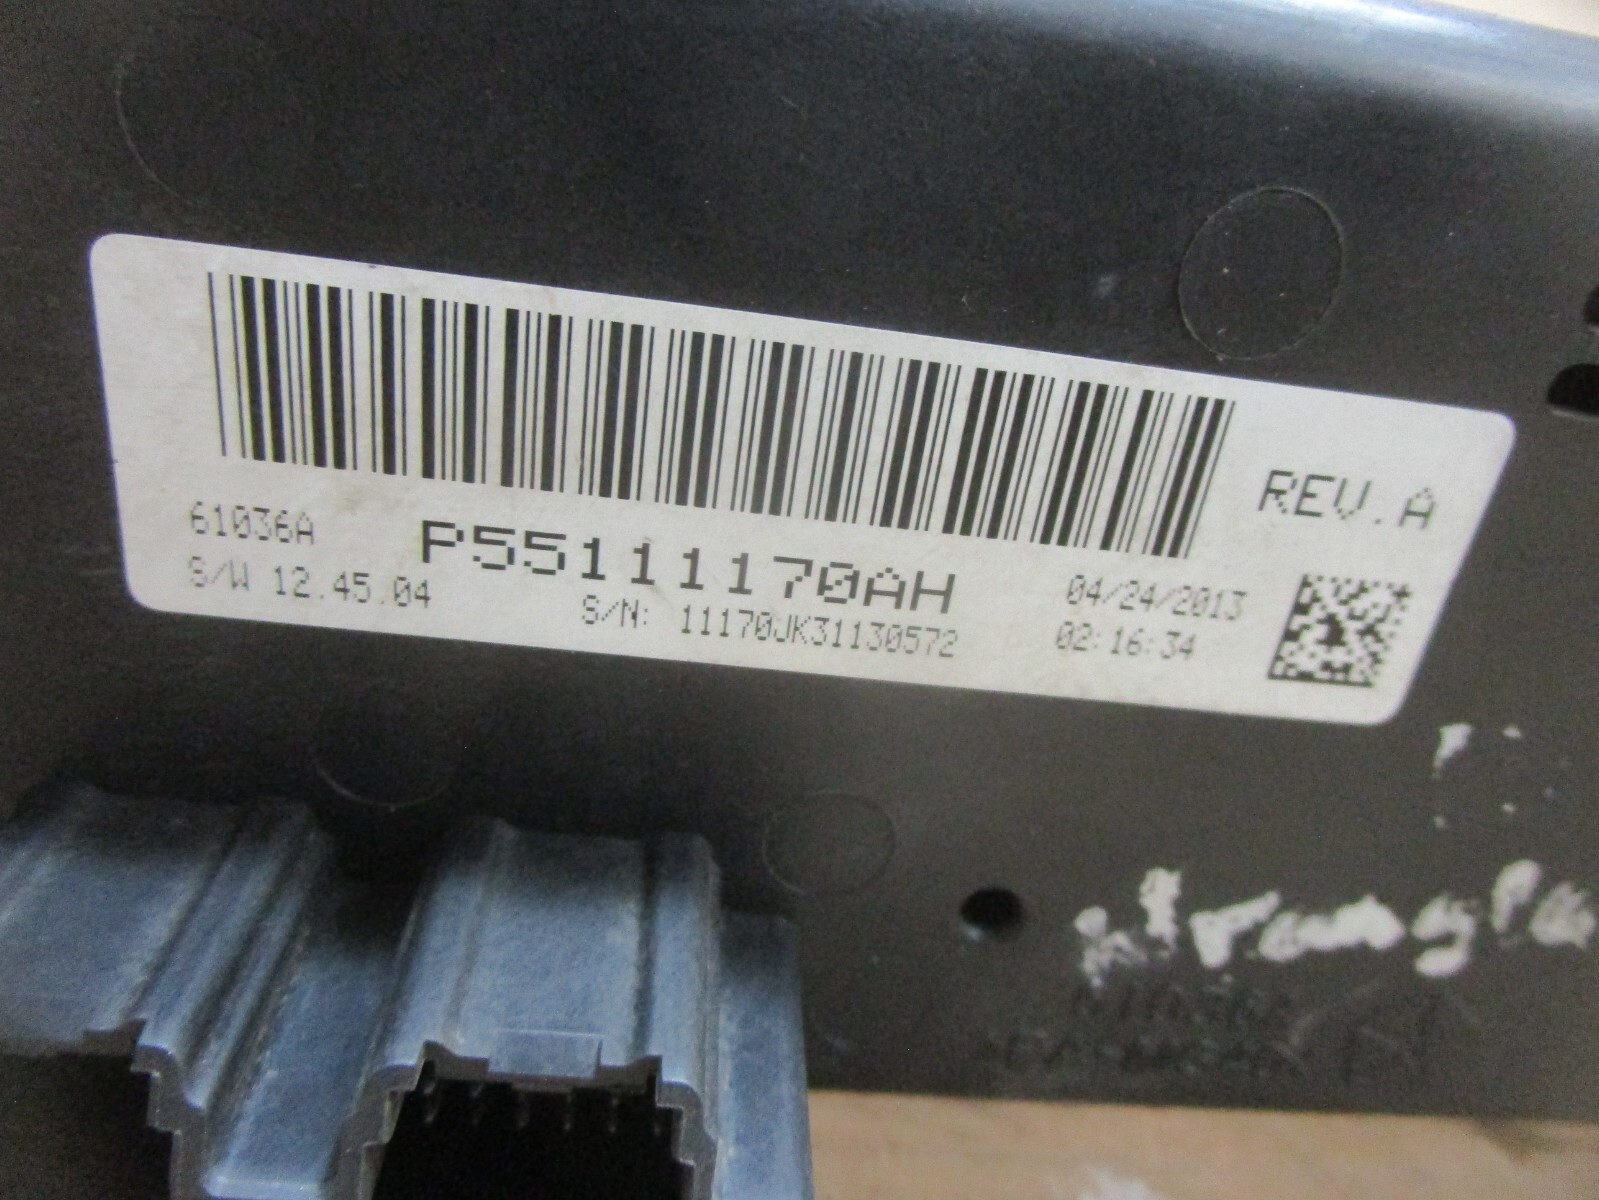 REV.A
61036A P55111170AH 04/24/2013
S/W 12.45.04 S/N: 11170JK31130572 02:16:34